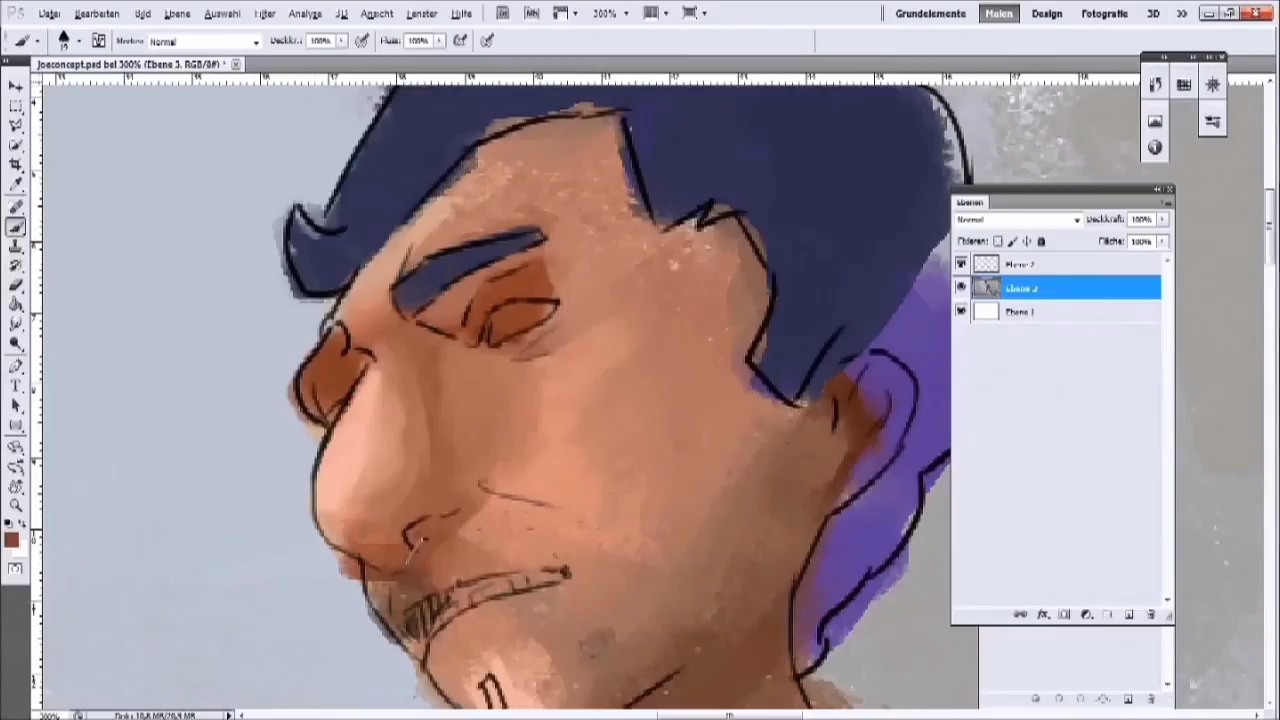 Ps Datei Bearbeiten Bild Ebene Auswahl Filter Analyse 3D Ansicht Fenster Hilfe 300% Grundelemente Malen Design Fotografie 3D
Modus: Normal Deckkr.: 100% Fluss: 100%
Joeconcept.psd bei 300% (Ebene 3, RGB/8#) *
Ebenen
Normal Deckkraft: 100%
Fixieren: Fläche: 100%
Ebene 2
Ebene 3
Ebene 1
300%